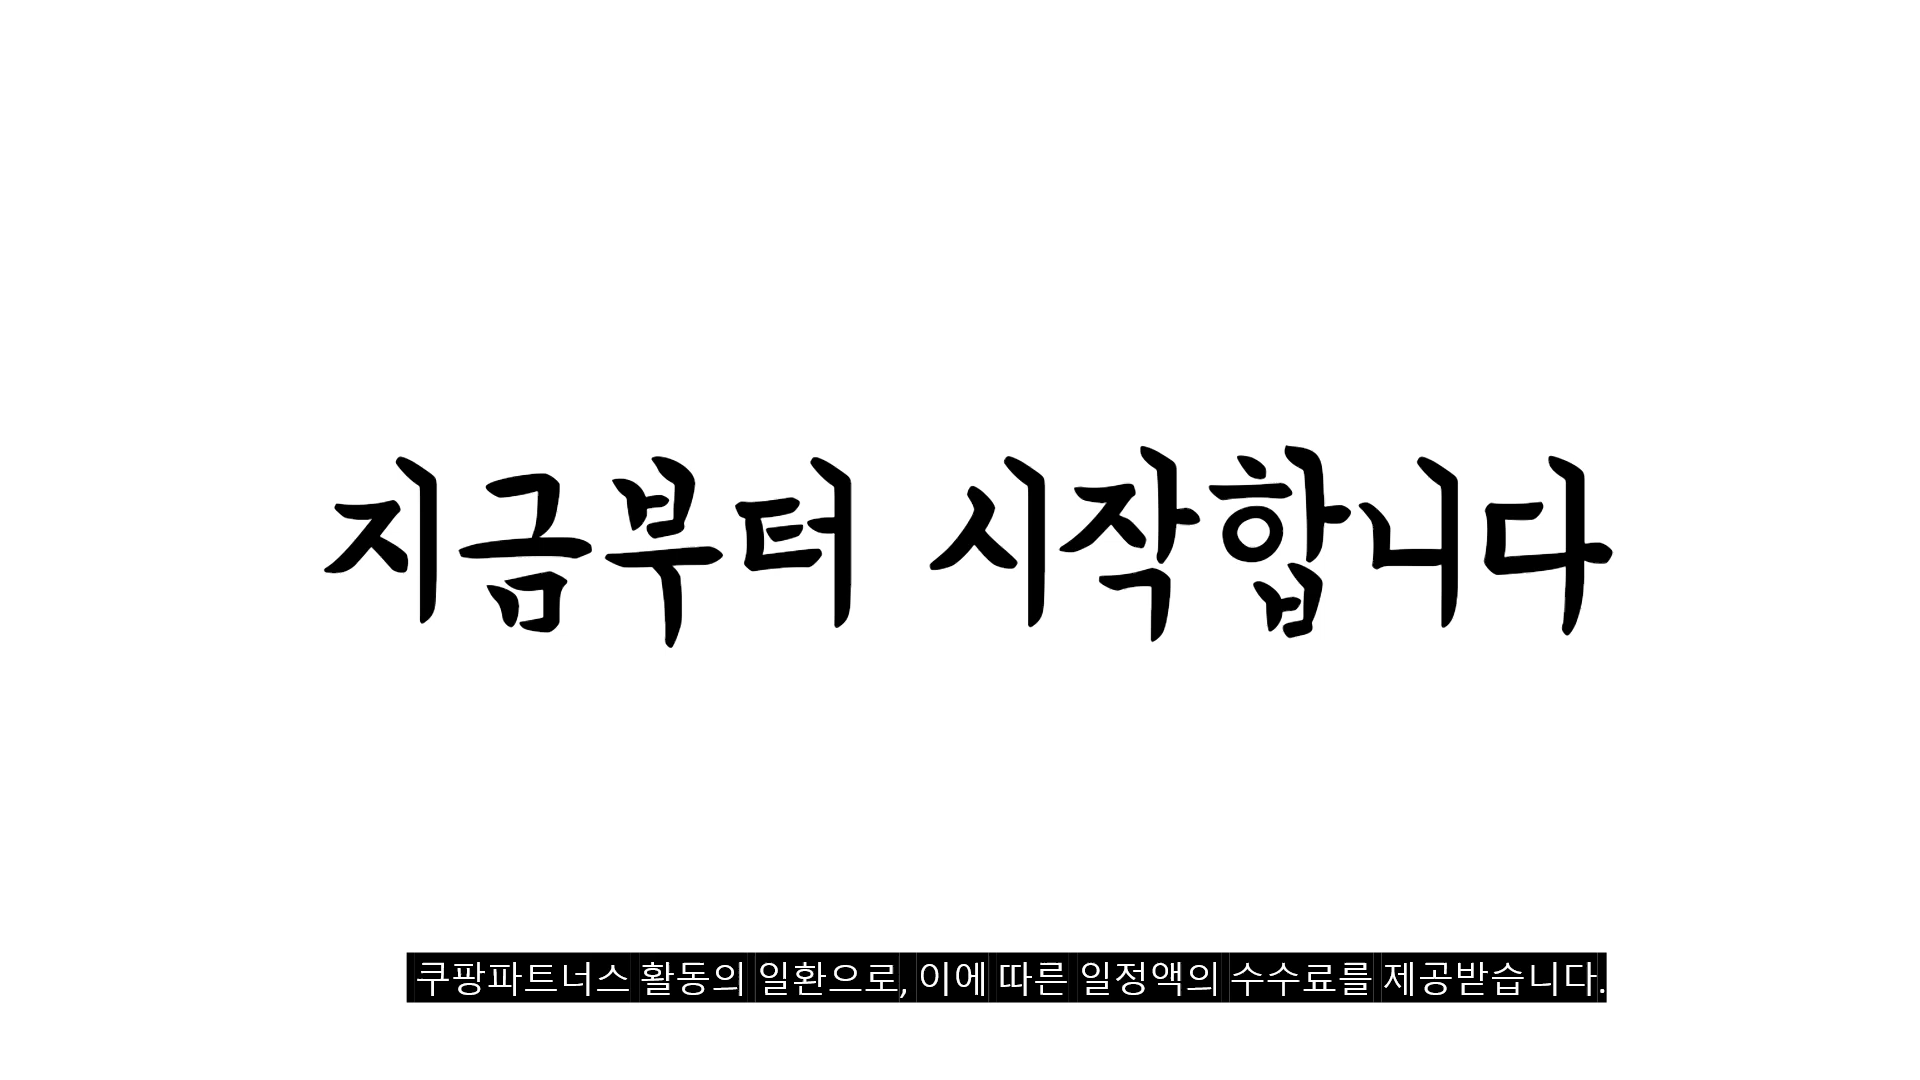 지금부터 시작합니다
쿠팡파트너스 활동의 일환으로, 이에 따른 일정액의 수수료를 제공받습니다.